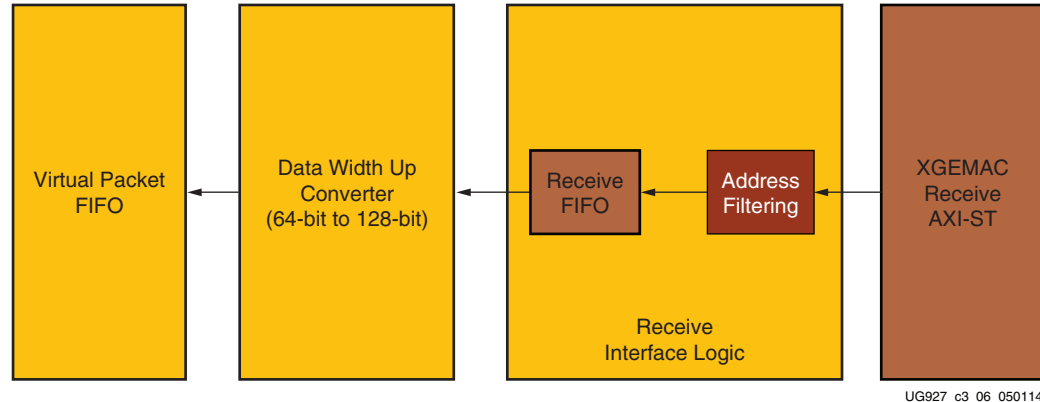 Virtual Packet
FIFO
Data Width Up
Converter
(64-bit to 128-bit)
Receive
FIFO
Address
Filtering
Receive
Interface Logic
XGEMAC
Receive
AXI-ST
UG927_c3_06_050114